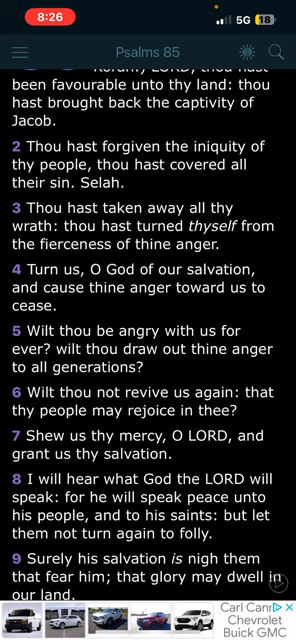 8:26
5G 18
Psalms 85
LORD, thou hast
been favourable unto thy land: thou
hast brought back the captivity of
Jacob.
2 Thou hast forgiven the iniquity of
thy people, thou hast covered all
their sin. Selah.
3 Thou hast taken away all thy
wrath: thou hast turned thyself from
the fierceness of thine anger.
4 Turn us, O God of our salvation,
and cause thine anger toward us to
cease.
5 Wilt thou be angry with us for
ever? wilt thou draw out thine anger
to all generations?
6 Wilt thou not revive us again: that
thy people may rejoice in thee?
7 Shew us thy mercy, O LORD, and
grant us thy salvation.
8 I will hear what God the LORD will
speak: for he will speak peace unto
his people, and to his saints: but let
them not turn again to folly.
9 Surely his salvation is nigh them
that fear him; that glory may dwell in
our land.
Carl
Chevrolet
Buick GMC